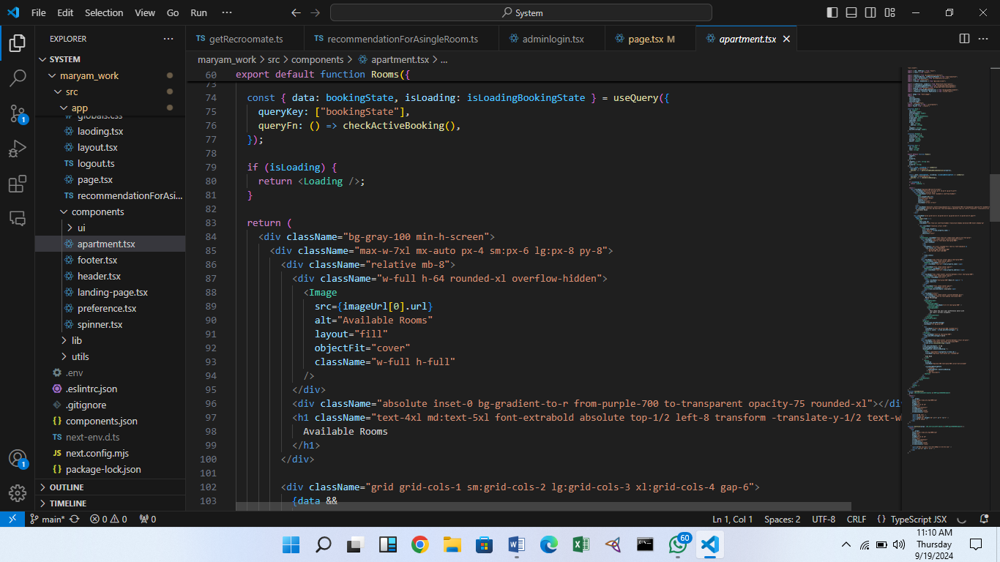 File Edit Selection View Go Run ··· System
EXPLORER ···
SYSTEM
maryam_work
src
app
globals.css
laoding.tsx
layout.tsx
TS logout.ts
page.tsx
TS recommendationForAsi...
components
ui
apartment.tsx
footer.tsx
header.tsx
landing-page.tsx
preference.tsx
spinner.tsx
lib
utils
.env
.eslintrc.json
.gitignore
{} components.json
TS next-env.d.ts
JS next.config.mjs
{} package-lock.json
OUTLINE
TIMELINE
1
1
TS getRecroomate.ts TS recommendationForAsingleRoom.ts adminlogin.tsx page.tsx M apartment.tsx
maryam_work > src > components > apartment.tsx > ...
60 export default function Rooms({
73
74 const { data: bookingState, isLoading: isLoadingBookingState } = useQuery({
75 queryKey: ["bookingState"],
76 queryFn: () => checkActiveBooking(),
77 });
78
79 if (isLoading) {
80 return <Loading />;
81 }
82
83 return (
84 <div className="bg-gray-100 min-h-screen">
85 <div className="max-w-7xl mx-auto px-4 sm:px-6 lg:px-8 py-8">
86 <div className="relative mb-8">
87 <div className="w-full h-64 rounded-xl overflow-hidden">
88 <Image
89 src={imageUrl[0].url}
90 alt="Available Rooms"
91 layout="fill"
92 objectFit="cover"
93 className="w-full h-full"
94 />
95 </div>
96 <div className="absolute inset-0 bg-gradient-to-r from-purple-700 to-transparent opacity-75 rounded-xl"></di
97 <h1 className="text-4xl md:text-5xl font-extrabold absolute top-1/2 left-8 transform -translate-y-1/2 text-w
98 Available Rooms
99 </h1>
100 </div>
101
102 <div className="grid grid-cols-1 sm:grid-cols-2 lg:grid-cols-3 xl:grid-cols-4 gap-6">
103 {data &&
main* 0 0 0 Ln 1, Col 1 Spaces: 2 UTF-8 CRLF {} TypeScript JSX
60
11:10 AM
Thursday
9/19/2024